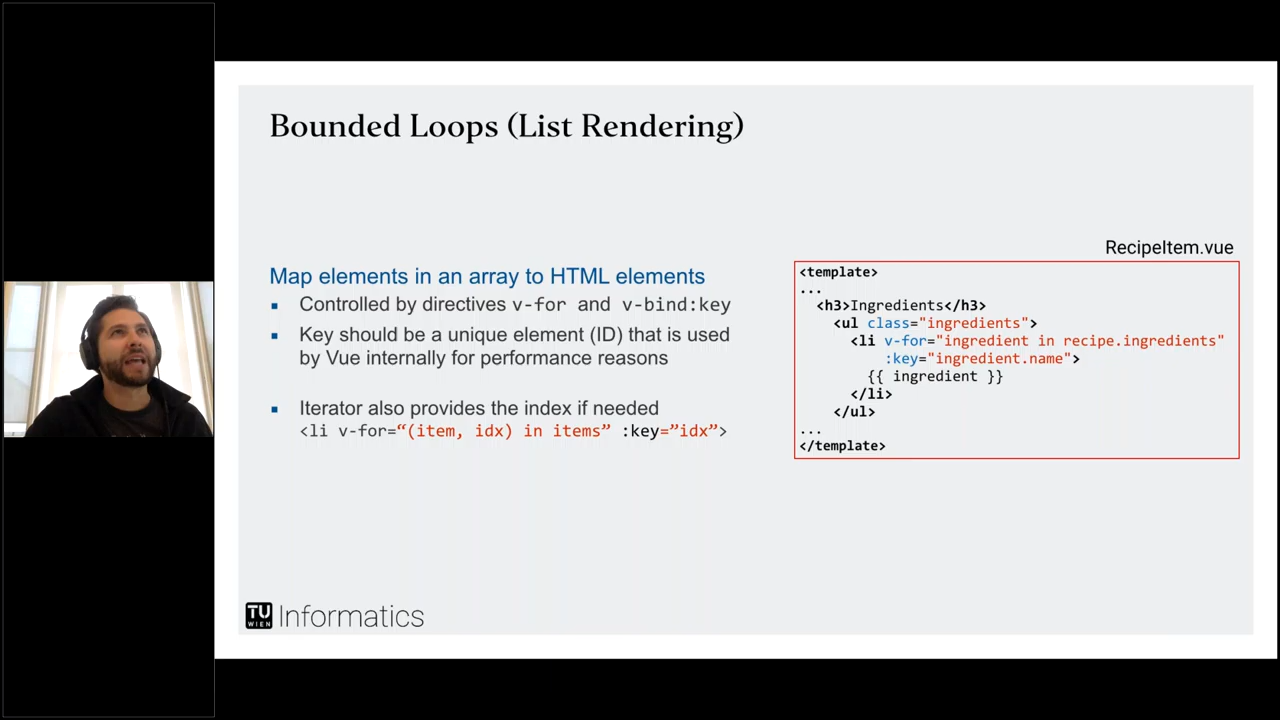 Bounded Loops (List Rendering)
Map elements in an array to HTML elements
▪ Controlled by directives v-for and v-bind:key
▪ Key should be a unique element (ID) that is used
by Vue internally for performance reasons
▪ Iterator also provides the index if needed
<li v-for=“(item, idx) in items” :key=”idx”>
RecipeItem.vue
<template>
...
<h3>Ingredients</h3>
<ul class="ingredients">
<li v-for="ingredient in recipe.ingredients"
:key="ingredient.name">
{{ ingredient }}
</li>
</ul>
...
</template>
TU
WIEN
Informatics